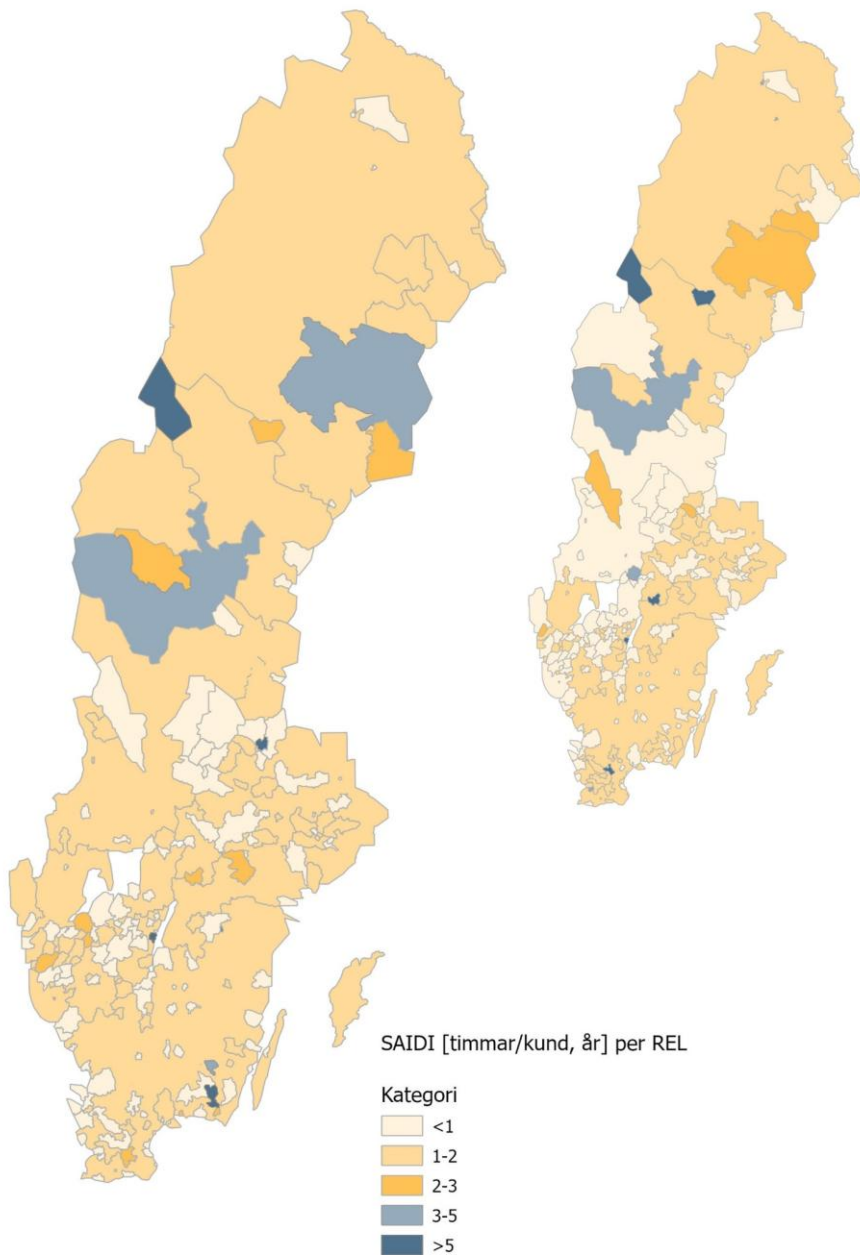 SAIDI [timmar/kund, år] per REL
Kategori
<1
1-2
2-3
3-5
>5